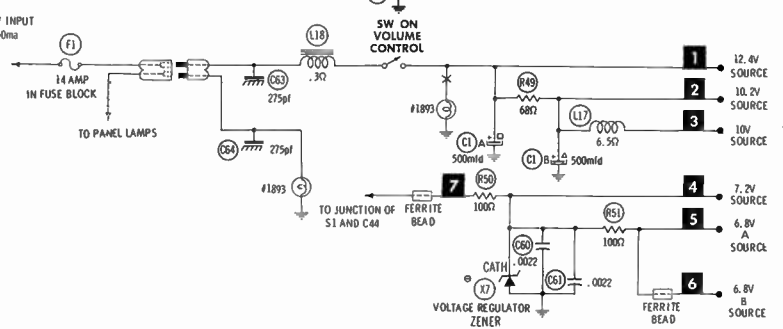 INPUT
0ma
F1
14 AMP
IN FUSE BLOCK
TO PANEL LAMPS
C63
275pf
L18
.3Ω
SW ON
VOLUME
CONTROL
#1893
C1 A
500mfd
R49
68Ω
C1 B
500mfd
L17
6.5Ω
1
12.4V
SOURCE
2
10.2V
SOURCE
3
10V
SOURCE
C64
275pf
#1893
TO JUNCTION OF
S1 AND C44
FERRITE
BEAD
7
R50
100Ω
4
7.2V
SOURCE
R51
100Ω
5
6.8V
A
SOURCE
C60
.0022
C61
.0022
CATH
X7
VOLTAGE REGULATOR
ZENER
FERRITE
BEAD
6
6.8V
B
SOURCE